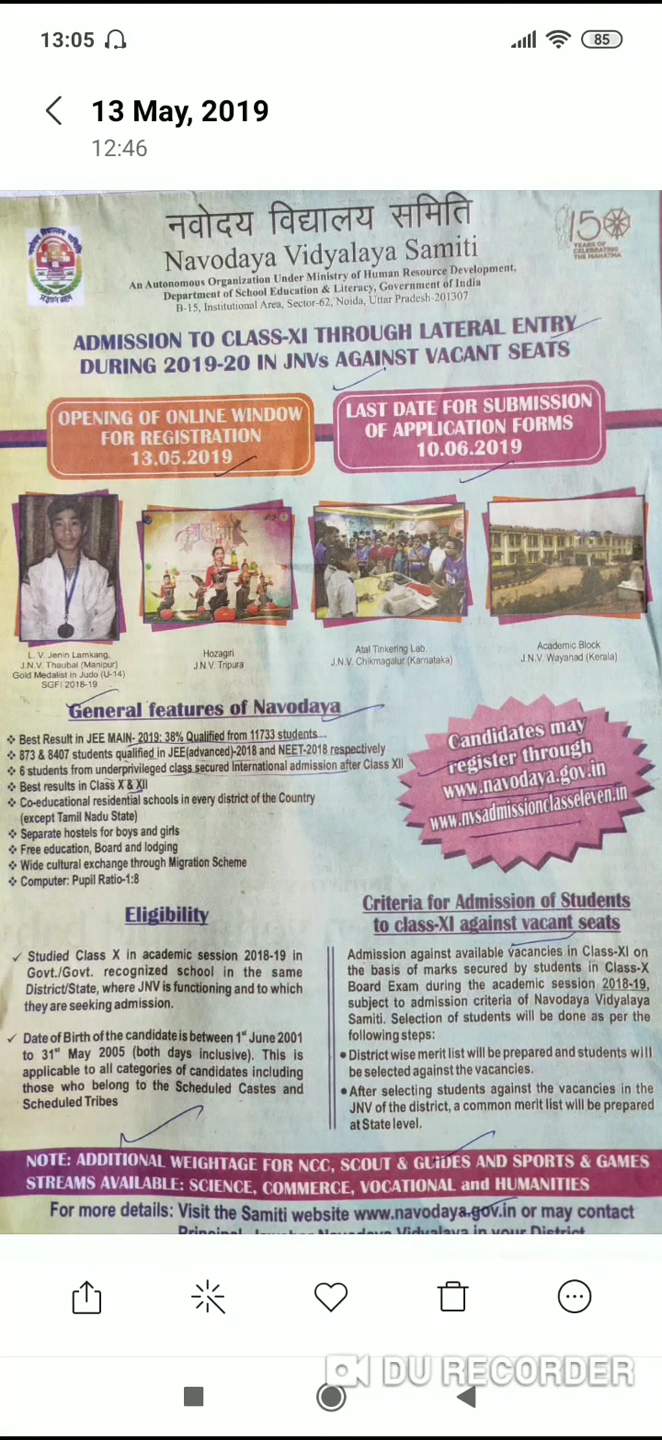 13:05
85
13 May, 2019
12:46
नवोदय विद्यालय समिति
Navodaya Vidyalaya Samiti
An Autonomous Organization Under Ministry of Human Resource Development,
Department of School Education & Literacy, Government of India
B-15, Institutional Area, Sector-62, Noida, Uttar Pradesh-201307
150
YEARS OF
CELEBRATING
THE MAHATMA
ADMISSION TO CLASS-XI THROUGH LATERAL ENTRY
DURING 2019-20 IN JNVs AGAINST VACANT SEATS
OPENING OF ONLINE WINDOW
FOR REGISTRATION
13.05.2019
LAST DATE FOR SUBMISSION
OF APPLICATION FORMS
10.06.2019
L. V. Jenin Lamkang,
J.N.V. Thaubal (Manipur)
Gold Medalist in Judo (U-14)
SGFI 2018-19
Hozagiri
J.N.V. Tripura
Atal Tinkering Lab.
J.N.V. Chikmagalur (Karnataka)
Academic Block
J.N.V. Wayanad (Kerala)
General features of Navodaya
❖ Best Result in JEE MAIN- 2019: 38% Qualified from 11733 students...
❖ 873 & 8407 students qualified in JEE(advanced)-2018 and NEET-2018 respectively
❖ 6 students from underprivileged class secured International admission after Class XII
❖ Best results in Class X & XII
❖ Co-educational residential schools in every district of the Country
(except Tamil Nadu State)
❖ Separate hostels for boys and girls
❖ Free education, Board and lodging
❖ Wide cultural exchange through Migration Scheme
❖ Computer: Pupil Ratio-1:8
Candidates may
register through
www.navodaya.gov.in
www.nvsadmissionclasseleven.in
Eligibility
✓ Studied Class X in academic session 2018-19 in
Govt./Govt. recognized school in the same
District/State, where JNV is functioning and to which
they are seeking admission.
✓ Date of Birth of the candidate is between 1st June 2001
to 31st May 2005 (both days inclusive). This is
applicable to all categories of candidates including
those who belong to the Scheduled Castes and
Scheduled Tribes
Criteria for Admission of Students
to class-XI against vacant seats
Admission against available vacancies in Class-XI on
the basis of marks secured by students in Class-X
Board Exam during the academic session 2018-19,
subject to admission criteria of Navodaya Vidyalaya
Samiti. Selection of students will be done as per the
following steps:
● District wise merit list will be prepared and students will
be selected against the vacancies.
● After selecting students against the vacancies in the
JNV of the district, a common merit list will be prepared
at State level.
NOTE: ADDITIONAL WEIGHTAGE FOR NCC, SCOUT & GUIDES AND SPORTS & GAMES
STREAMS AVAILABLE: SCIENCE, COMMERCE, VOCATIONAL and HUMANITIES
For more details: Visit the Samiti website www.navodaya.gov.in or may contact
Principal, Jawahar Navodaya Vidyalaya in your District
DU RECORDER